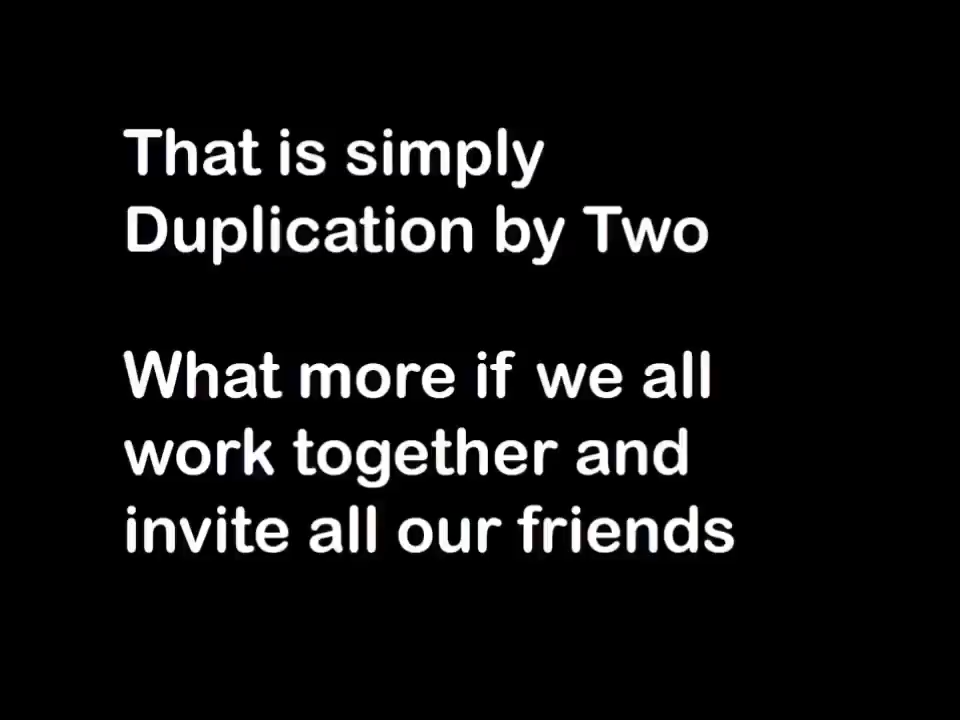 That is simply
Duplication by Two
What more if we all
work together and
invite all our friends